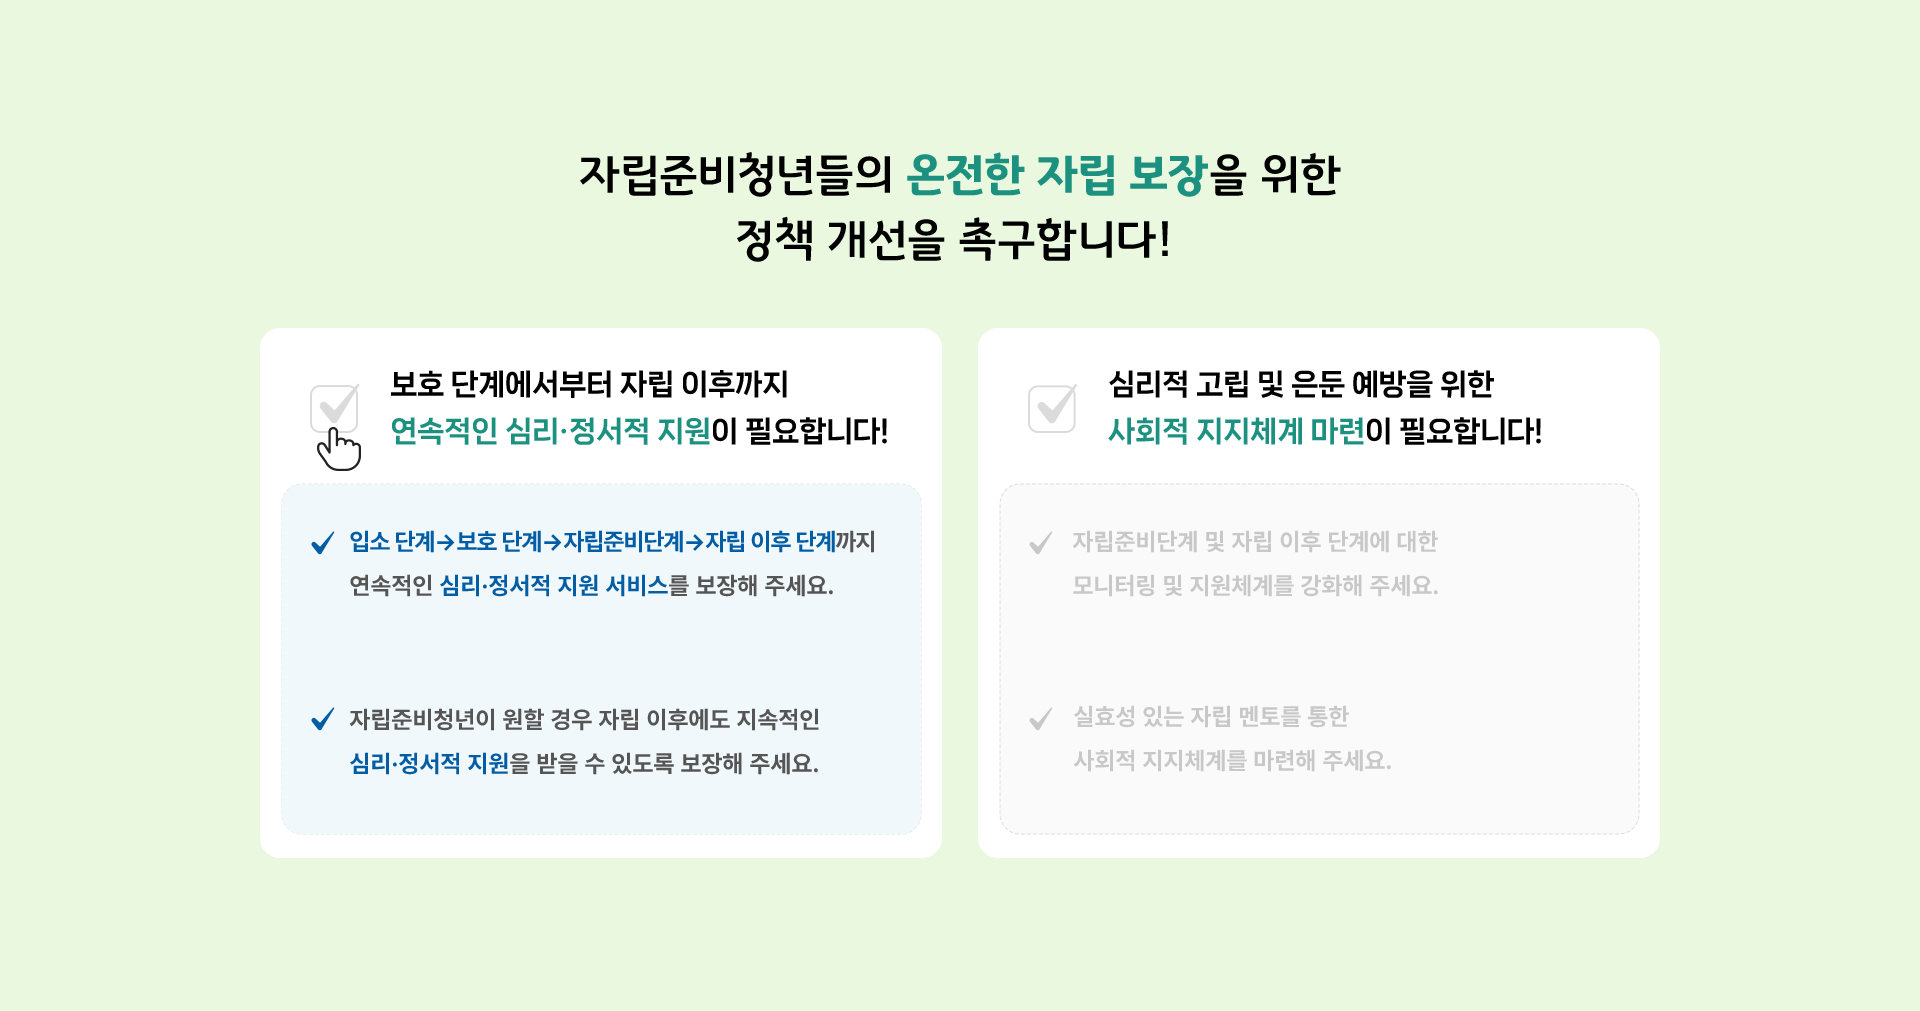 자립준비청년들의 온전한 자립 보장을 위한
정책 개선을 촉구합니다!
보호 단계에서부터 자립 이후까지
연속적인 심리·정서적 지원이 필요합니다!
입소 단계→보호 단계→자립준비단계→자립 이후 단계까지
연속적인 심리·정서적 지원 서비스를 보장해 주세요.
자립준비청년이 원할 경우 자립 이후에도 지속적인
심리·정서적 지원을 받을 수 있도록 보장해 주세요.
심리적 고립 및 은둔 예방을 위한
사회적 지지체계 마련이 필요합니다!
자립준비단계 및 자립 이후 단계에 대한
모니터링 및 지원체계를 강화해 주세요.
실효성 있는 자립 멘토를 통한
사회적 지지체계를 마련해 주세요.